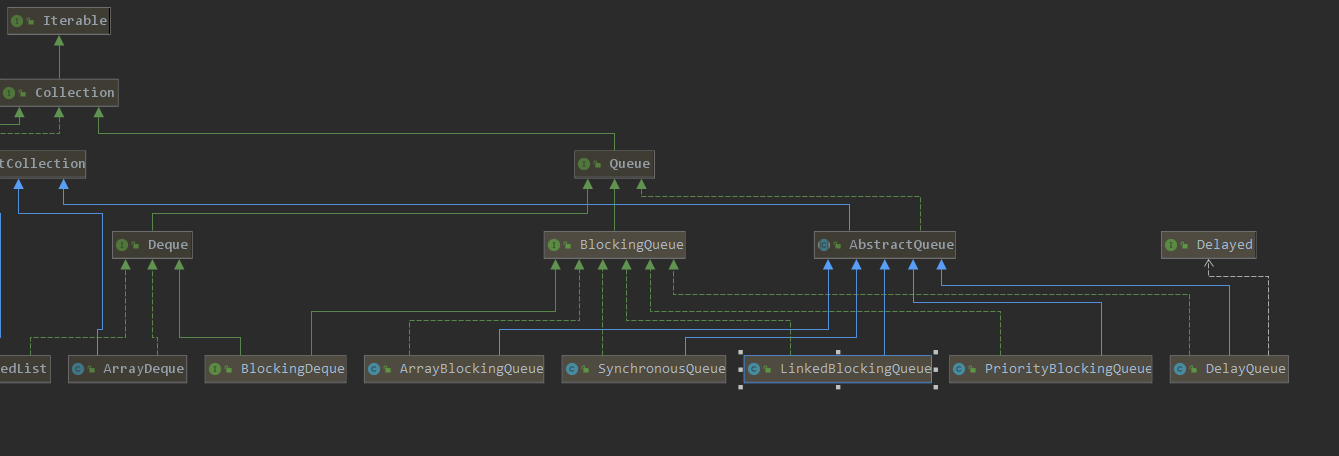 Iterable
Collection
tCollection
Queue
Deque
BlockingQueue
AbstractQueue
Delayed
edList
ArrayDeque
BlockingDeque
ArrayBlockingQueue
SynchronousQueue
LinkedBlockingQueue
PriorityBlockingQueue
DelayQueue